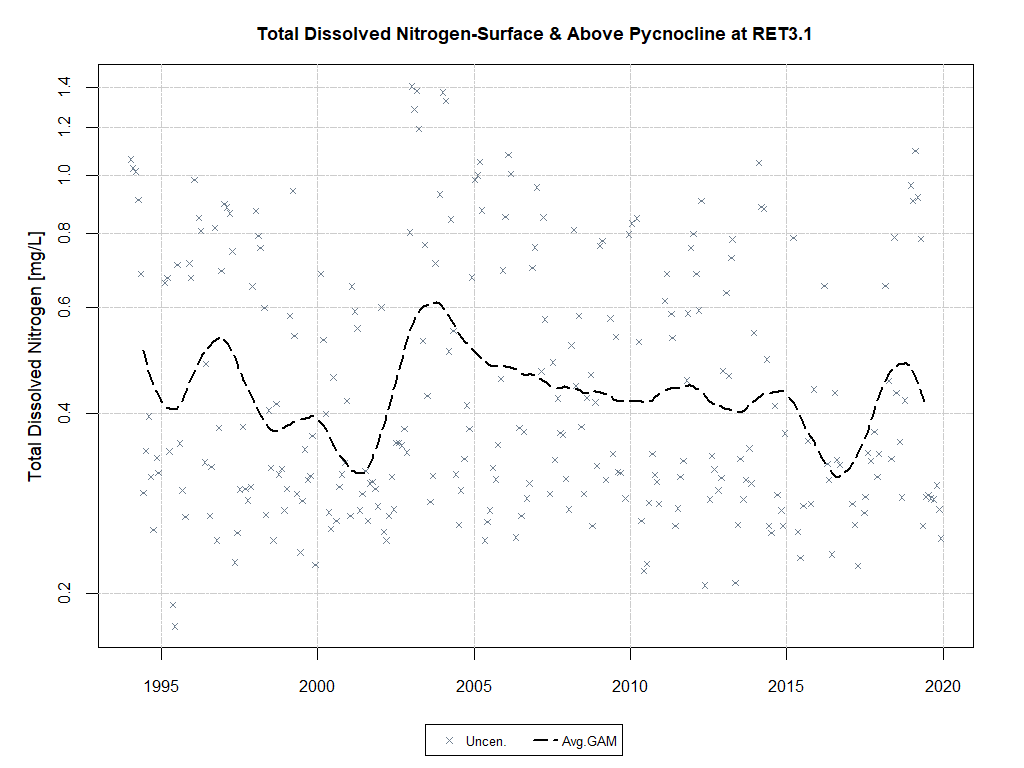 Total Dissolved Nitrogen-Surface & Above Pycnocline at RET3.1
Total Dissolved Nitrogen [mg/L]
1.4
1.2
1.0
0.8
0.6
0.4
0.2
1995 2000 2005 2010 2015 2020
Uncen. Avg.GAM